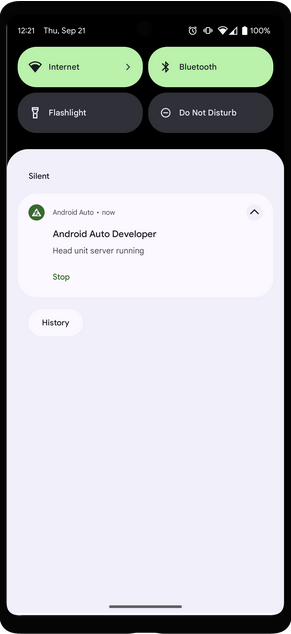 12:21 Thu, Sep 21 100%
Internet Bluetooth
Flashlight Do Not Disturb
Silent
Android Auto • now
Android Auto Developer
Head unit server running
Stop
History